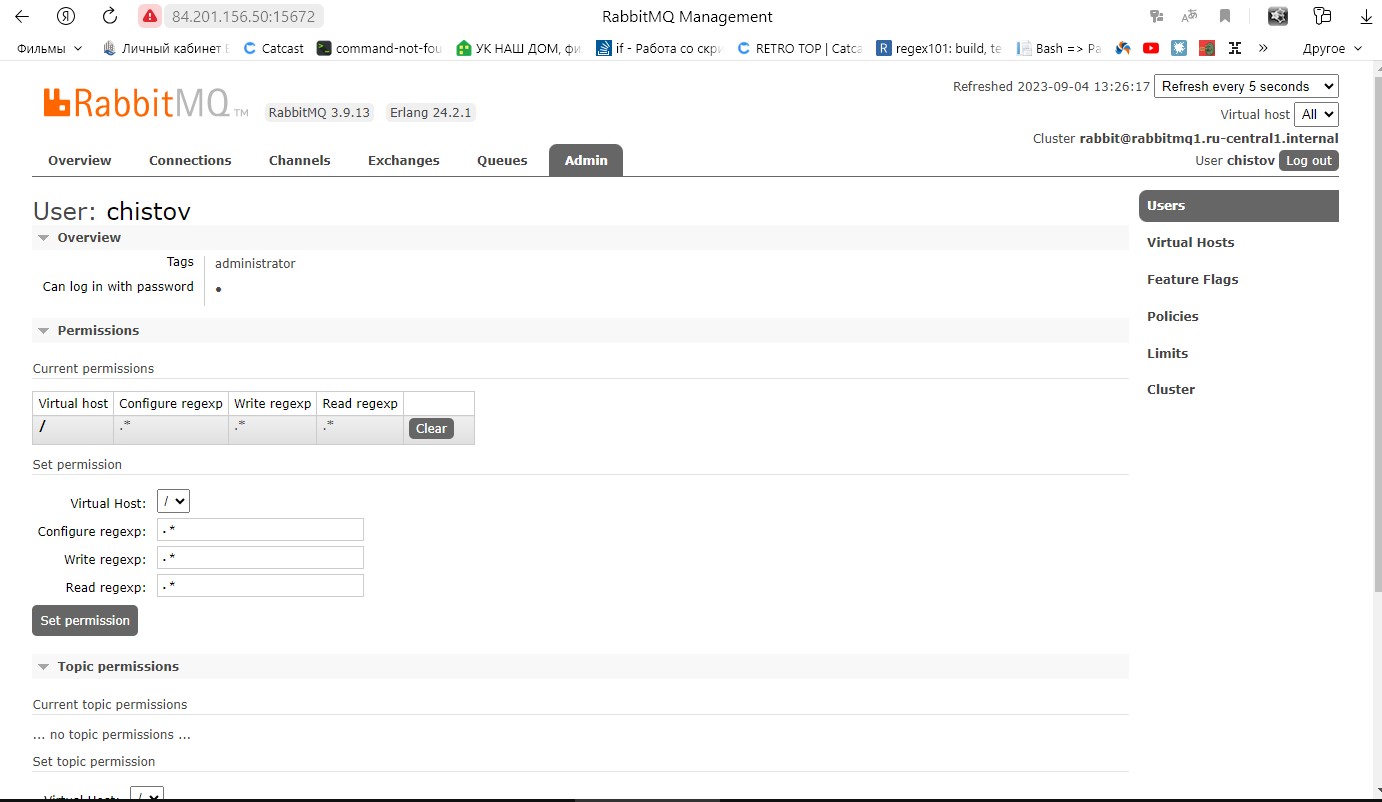 84.201.156.50:15672 RabbitMQ Management
Фильмы Личный кабинет Catcast command-not-fou УК НАШ ДОМ, фи. if - Работа со скри RETRO TOP | Catca regex101: build, te Bash => Ра » Другое
RabbitMQ TM RabbitMQ 3.9.13 Erlang 24.2.1
Refreshed 2023-09-04 13:26:17 Refresh every 5 seconds
Virtual host All
Cluster rabbit@rabbitmq1.ru-central1.internal
User chistov Log out
Overview Connections Channels Exchanges Queues Admin
User: chistov
Overview
Tags administrator
Can log in with password •
Permissions
Current permissions
Virtual host Configure regexp Write regexp Read regexp
/ .* .* .* Clear
Set permission
Virtual Host: /
Configure regexp: .*
Write regexp: .*
Read regexp: .*
Set permission
Topic permissions
Current topic permissions
... no topic permissions ...
Set topic permission
Virtual Host: /
Users
Virtual Hosts
Feature Flags
Policies
Limits
Cluster